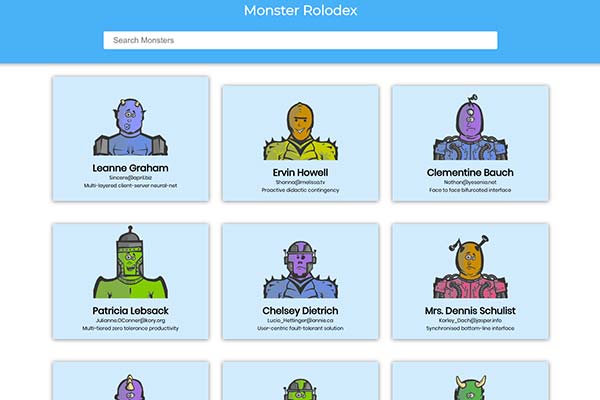 Monster Rolodex
Search Monsters
Leanne Graham
Sincere@april.biz
Multi-layered client-server neural-net
Ervin Howell
Shanna@melissa.tv
Proactive didactic contingency
Clementine Bauch
Nathan@yesenia.net
Face to face bifurcated interface
Patricia Lebsack
Julianne.OConner@kory.org
Multi-tiered zero tolerance productivity
Chelsey Dietrich
Lucio_Hettinger@annie.ca
User-centric fault-tolerant solution
Mrs. Dennis Schulist
Karley_Dach@jasper.info
Synchronised bottom-line interface